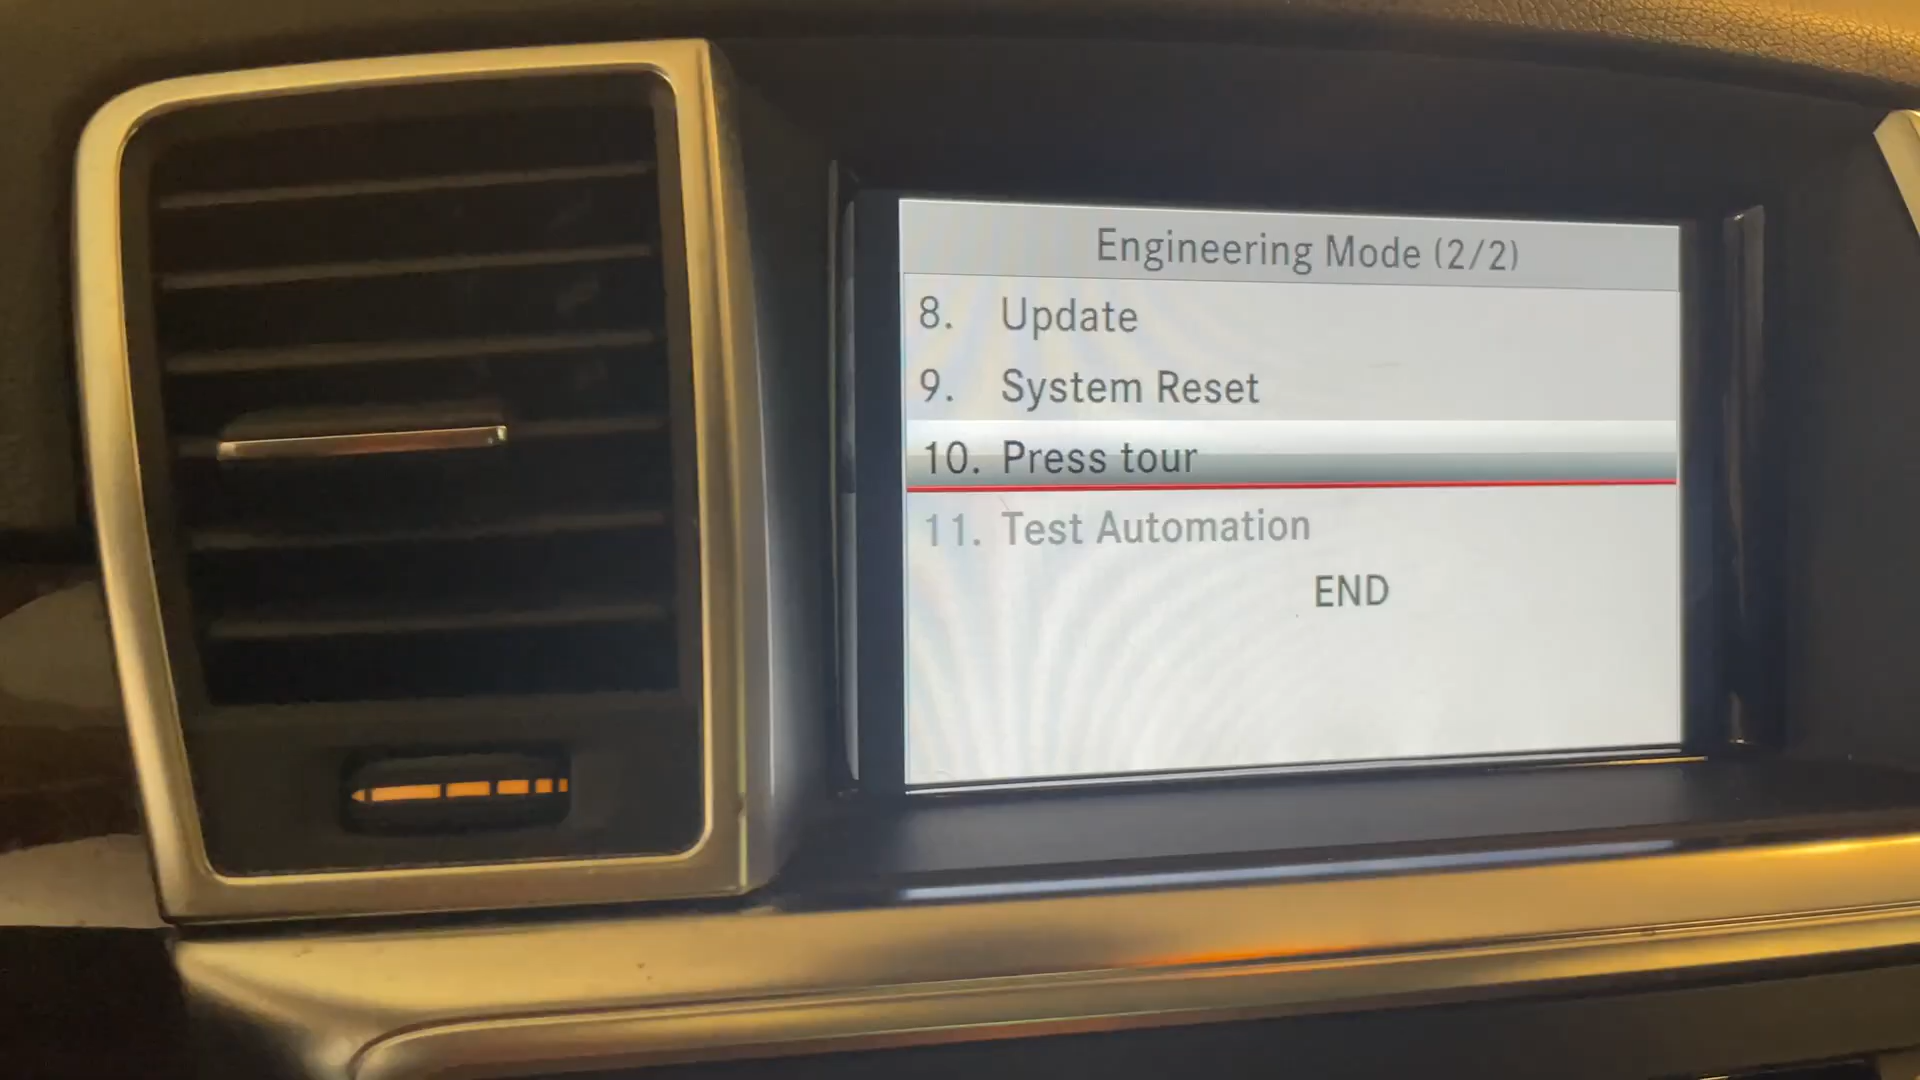 Engineering Mode (2/2)
8. Update
9. System Reset
10. Press tour
11. Test Automation
END